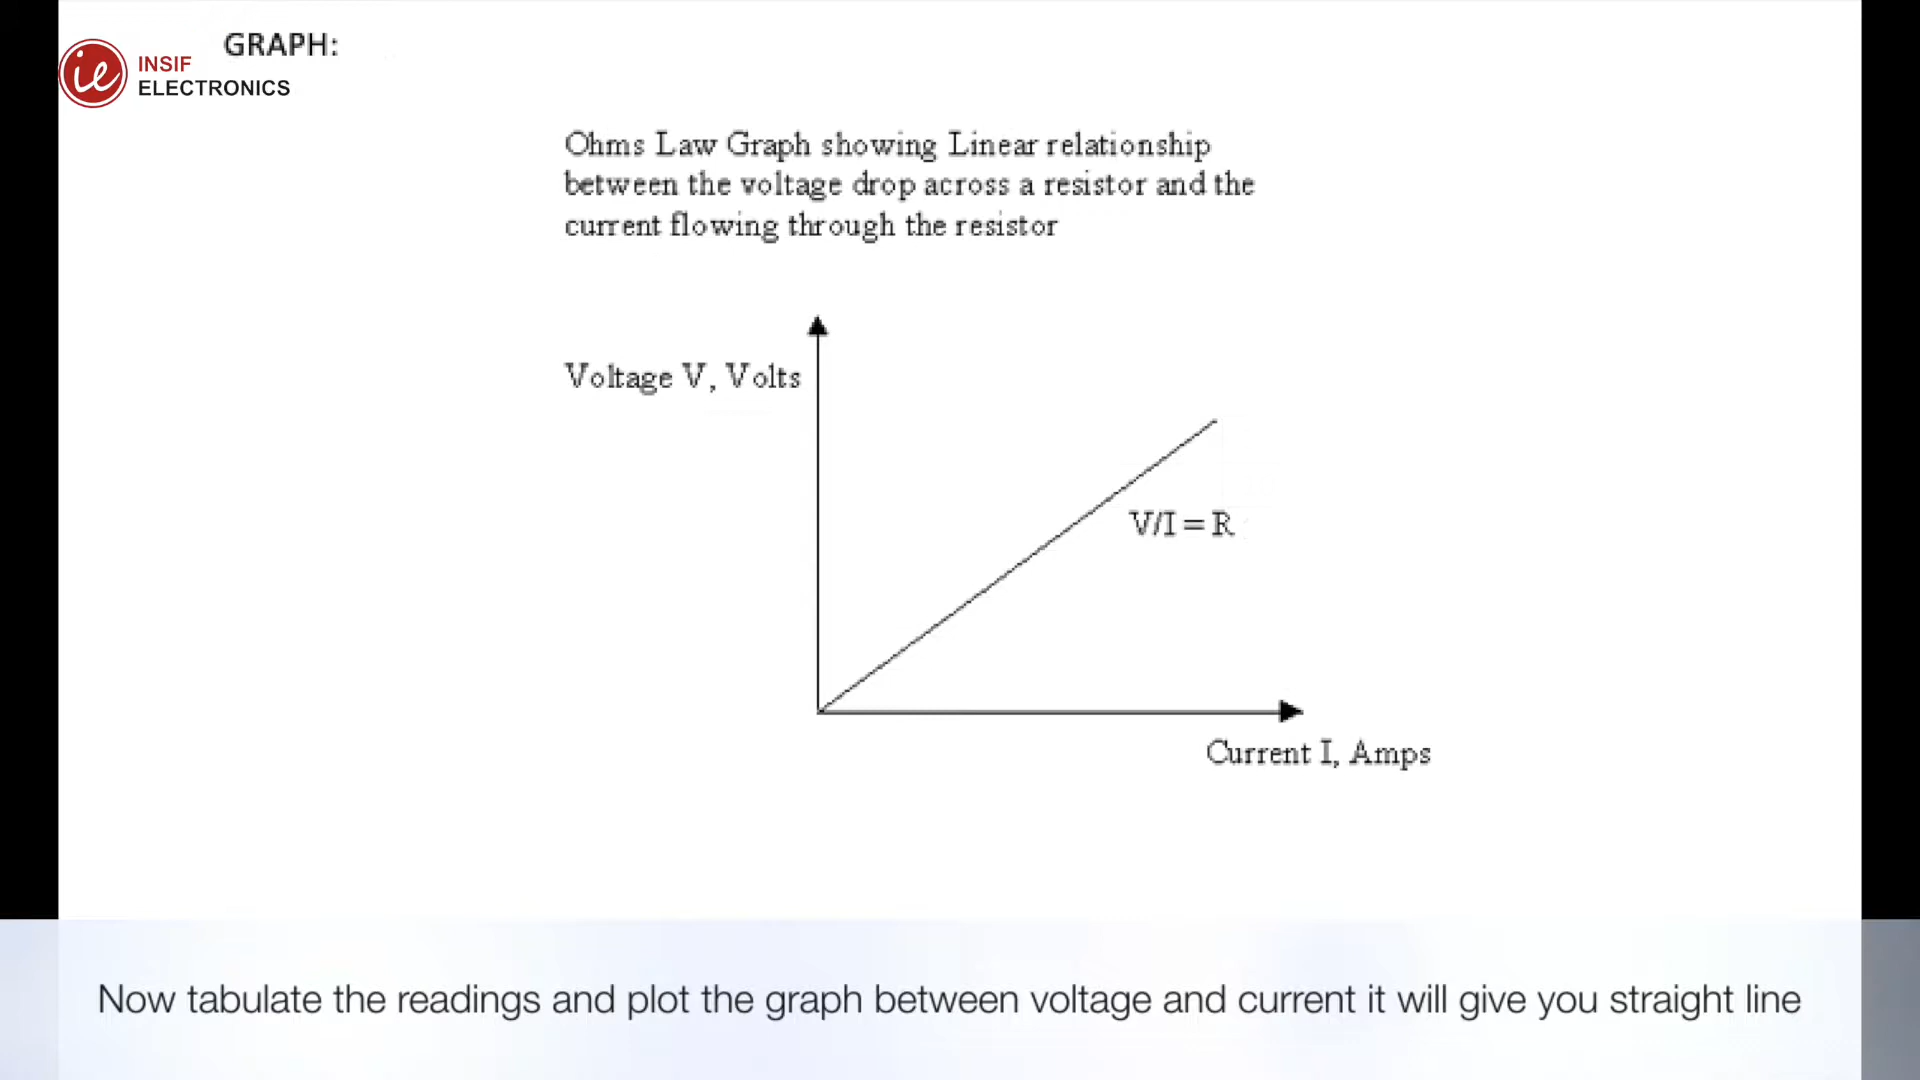 GRAPH:
ie INSIF
ELECTRONICS
Ohms Law Graph showing Linear relationship
between the voltage drop across a resistor and the
current flowing through the resistor
Voltage V, Volts
V/I = R
Current I, Amps
Now tabulate the readings and plot the graph between voltage and current it will give you straight line